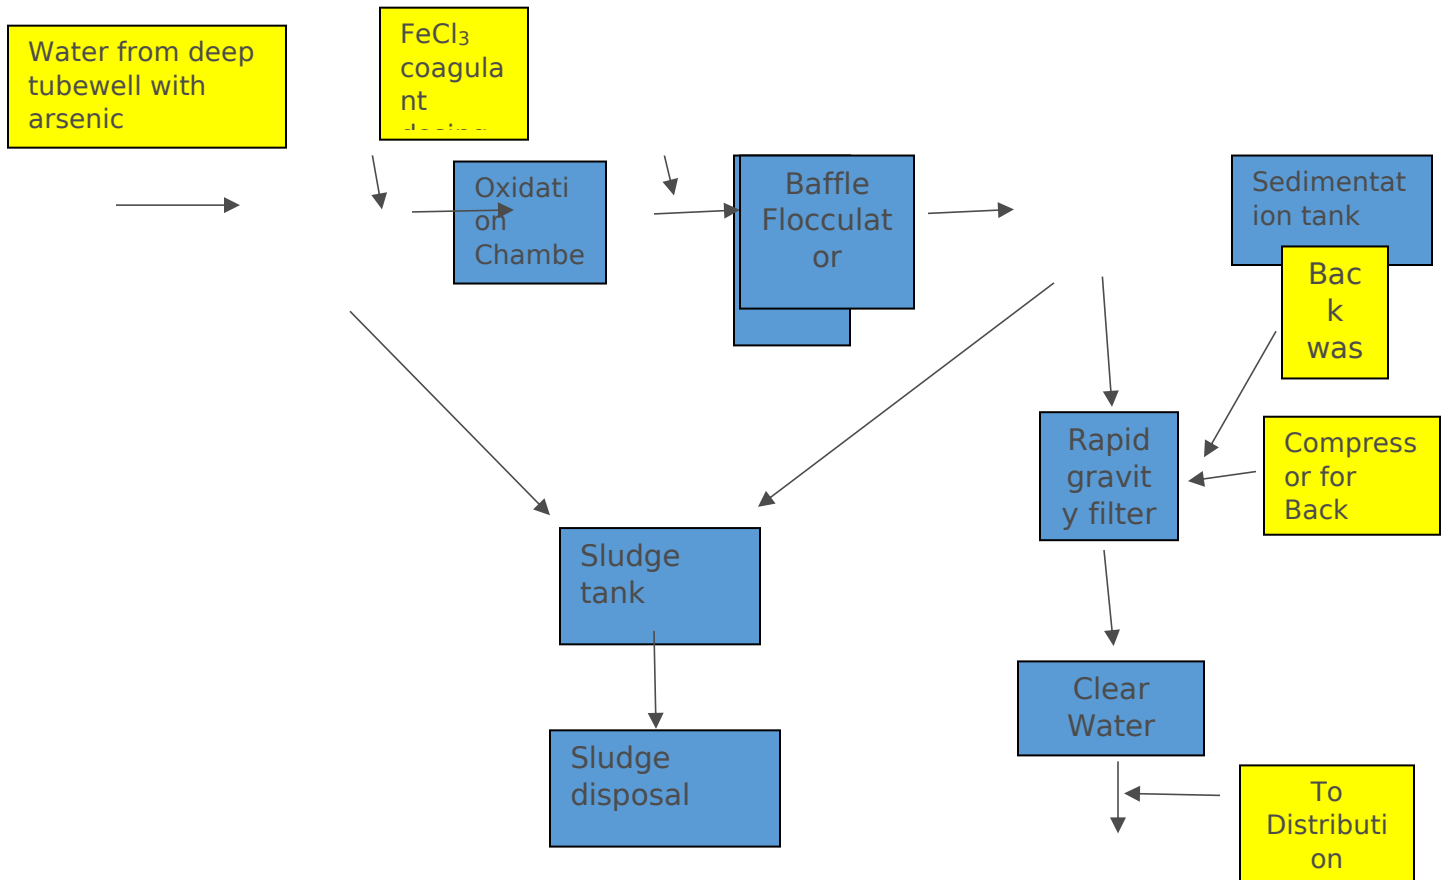 Water from deep
tubewell with
arsenic
FeCl₃
coagula
nt
dosing
Oxidati
on
Chambe
Baffle
Flocculat
or
Sedimentat
ion tank
Bac
k
was
Rapid
gravit
y filter
Compress
or for
Back
Sludge
tank
Clear
Water
Sludge
disposal
To
Distributi
on